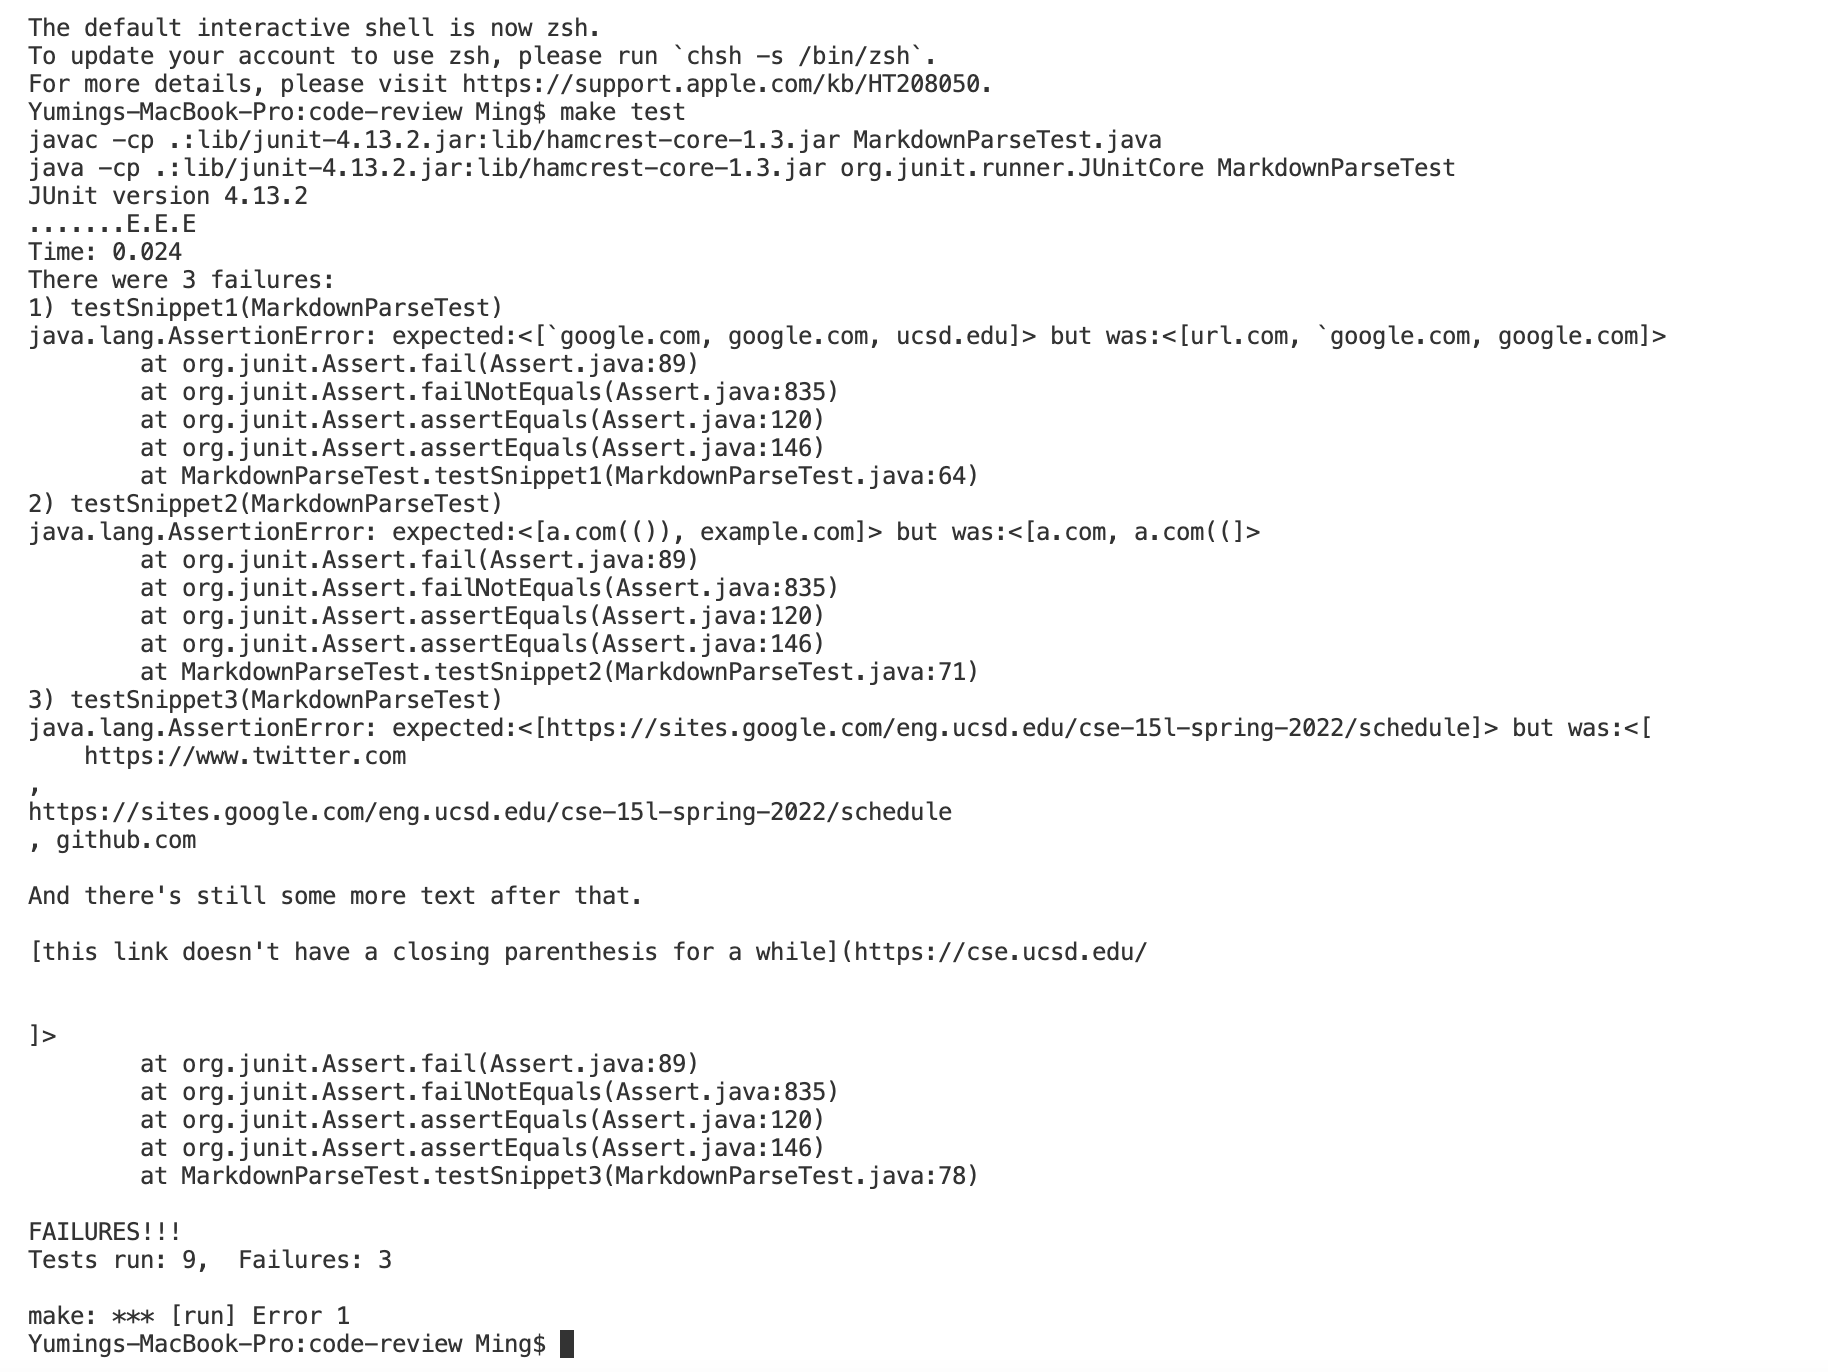 The default interactive shell is now zsh.
To update your account to use zsh, please run `chsh -s /bin/zsh`.
For more details, please visit https://support.apple.com/kb/HT208050.
Yumings-MacBook-Pro:code-review Ming$ make test
javac -cp .:lib/junit-4.13.2.jar:lib/hamcrest-core-1.3.jar MarkdownParseTest.java
java -cp .:lib/junit-4.13.2.jar:lib/hamcrest-core-1.3.jar org.junit.runner.JUnitCore MarkdownParseTest
JUnit version 4.13.2
.......E.E.E
Time: 0.024
There were 3 failures:
1) testSnippet1(MarkdownParseTest)
java.lang.AssertionError: expected:<[`google.com, google.com, ucsd.edu]> but was:<[url.com, `google.com, google.com]>
        at org.junit.Assert.fail(Assert.java:89)
        at org.junit.Assert.failNotEquals(Assert.java:835)
        at org.junit.Assert.assertEquals(Assert.java:120)
        at org.junit.Assert.assertEquals(Assert.java:146)
        at MarkdownParseTest.testSnippet1(MarkdownParseTest.java:64)
2) testSnippet2(MarkdownParseTest)
java.lang.AssertionError: expected:<[a.com(()), example.com]> but was:<[a.com, a.com((]>
        at org.junit.Assert.fail(Assert.java:89)
        at org.junit.Assert.failNotEquals(Assert.java:835)
        at org.junit.Assert.assertEquals(Assert.java:120)
        at org.junit.Assert.assertEquals(Assert.java:146)
        at MarkdownParseTest.testSnippet2(MarkdownParseTest.java:71)
3) testSnippet3(MarkdownParseTest)
java.lang.AssertionError: expected:<[https://sites.google.com/eng.ucsd.edu/cse-15l-spring-2022/schedule]> but was:<[
    https://www.twitter.com
,
https://sites.google.com/eng.ucsd.edu/cse-15l-spring-2022/schedule
, github.com

And there's still some more text after that.

[this link doesn't have a closing parenthesis for a while](https://cse.ucsd.edu/


]>
        at org.junit.Assert.fail(Assert.java:89)
        at org.junit.Assert.failNotEquals(Assert.java:835)
        at org.junit.Assert.assertEquals(Assert.java:120)
        at org.junit.Assert.assertEquals(Assert.java:146)
        at MarkdownParseTest.testSnippet3(MarkdownParseTest.java:78)

FAILURES!!!
Tests run: 9,  Failures: 3

make: *** [run] Error 1
Yumings-MacBook-Pro:code-review Ming$